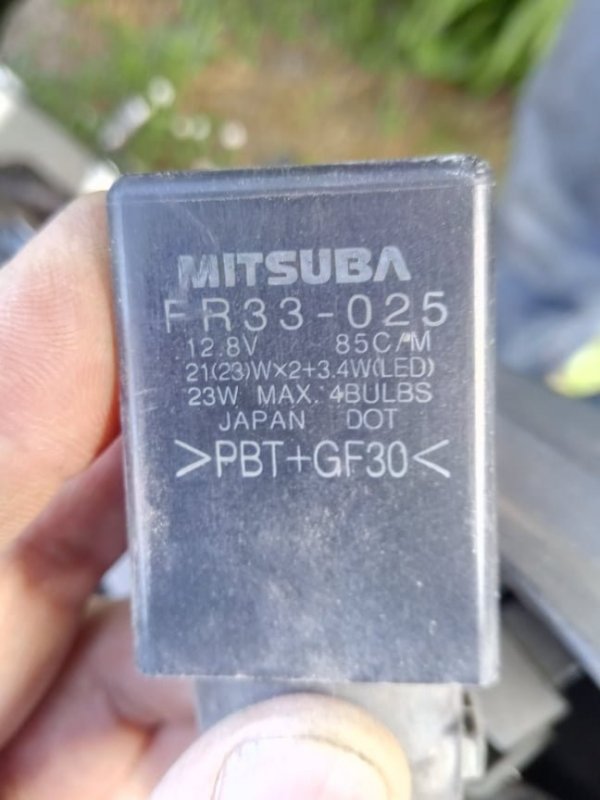 MITSUBA
FR33-025
12.8V 85C/M
21(23)W×2+3.4W(LED)
23W MAX. 4BULBS
JAPAN DOT
>PBT+GF30<